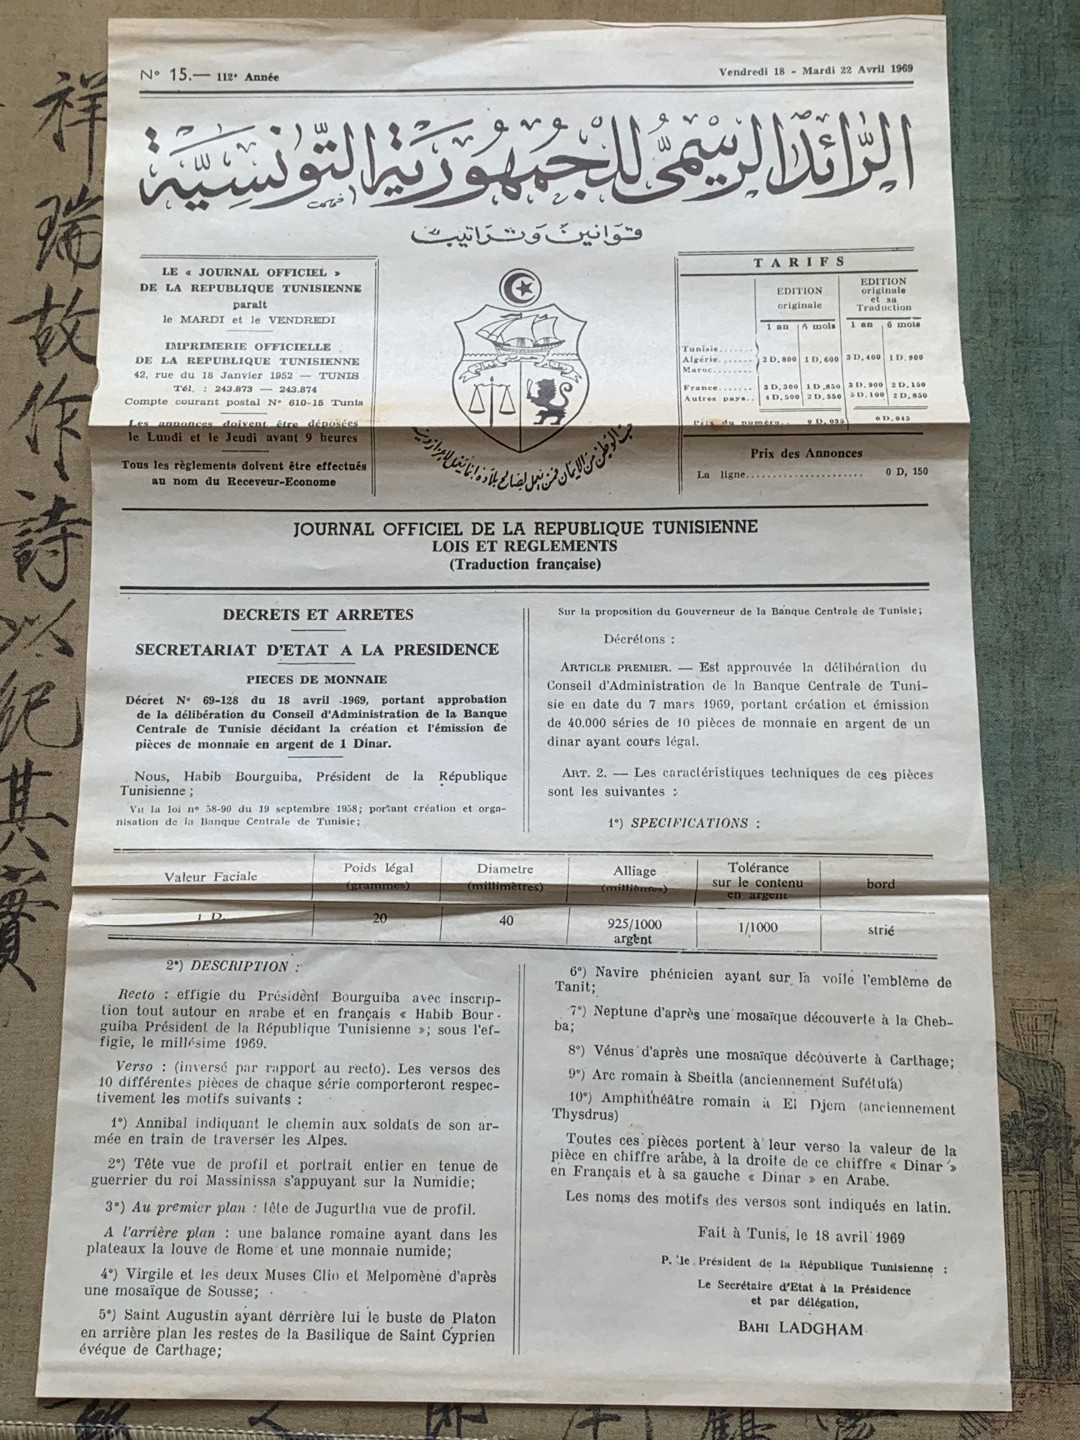 N° 15.— 112e Année
Vendredi 18 - Mardi 22 Avril 1969
الرّائد الرسمي للجمهورية التونسية
قوانين وتراتيب
LE « JOURNAL OFFICIEL »
DE LA REPUBLIQUE TUNISIENNE
paraît
le MARDI et le VENDREDI
IMPRIMERIE OFFICIELLE
DE LA REPUBLIQUE TUNISIENNE
42, rue du 18 Janvier 1952 — TUNIS
Tél. : 243.873 — 243.874
Compte courant postal N° 610-15 Tunis
Les annonces doivent être déposées
le Lundi et le Jeudi avant 9 heures
Tous les règlements doivent être effectués
au nom du Receveur-Econome
TARIFS
EDITION
originale
EDITION
originale
et sa
Traduction
1 an 6 mois 1 an 6 mois
Tunisie.......
Algérie....... 2 D, 800 1 D, 600 3 D, 400 1 D, 900
Maroc.......
France....... 3 D, 300 1 D, 850 3 D, 900 2 D, 150
Autres pays.. 4 D, 500 2 D, 550 5 D, 100 2 D, 850
Prix du numéro.. 0 D, 035 0 D, 045
Prix des Annonces
La ligne...................... 0 D, 150
JOURNAL OFFICIEL DE LA REPUBLIQUE TUNISIENNE
LOIS ET REGLEMENTS
(Traduction française)
DECRETS ET ARRETES
SECRETARIAT D'ETAT A LA PRESIDENCE
PIECES DE MONNAIE
Décret N° 69-128 du 18 avril 1969, portant approbation
de la délibération du Conseil d'Administration de la Banque
Centrale de Tunisie décidant la création et l'émission de
pièces de monnaie en argent de 1 Dinar.
Nous, Habib Bourguiba, Président de la République
Tunisienne ;
Vu la loi n° 58-90 du 19 septembre 1958; portant création et orga-
nisation de la Banque Centrale de Tunisie;
Sur la proposition du Gouverneur de la Banque Centrale de Tunisie;
Décrétons :
ARTICLE PREMIER. — Est approuvée la délibération du
Conseil d'Administration de la Banque Centrale de Tuni-
sie en date du 7 mars 1969, portant création et émission
de 40.000 séries de 10 pièces de monnaie en argent de un
dinar ayant cours légal.
ART. 2. — Les caractéristiques techniques de ces pièces
sont les suivantes :
1°) SPECIFICATIONS :
Valeur Faciale
Poids légal
(grammes)
Diametre
(millimètres)
Alliage
(millièmes)
Tolérance
sur le contenu
en argent
bord
1 D.
20
40
925/1000
argent
1/1000
strié
2°) DESCRIPTION :
Recto : effigie du Président Bourguiba avec inscrip-
tion tout autour en arabe et en français « Habib Bour-
guiba Président de la République Tunisienne »; sous l'ef-
figie, le millésime 1969.
Verso : (inversé par rapport au recto). Les versos des
10 différentes pièces de chaque série comporteront respec-
tivement les motifs suivants :
1°) Annibal indiquant le chemin aux soldats de son ar-
mée en train de traverser les Alpes.
2°) Tête vue de profil et portrait entier en tenue de
guerrier du roi Massinissa s'appuyant sur la Numidie;
3°) Au premier plan : tête de Jugurtha vue de profil.
A l'arrière plan : une balance romaine ayant dans les
plateaux la louve de Rome et une monnaie numide;
4°) Virgile et les deux Muses Clio et Melpomène d'après
une mosaïque de Sousse;
5°) Saint Augustin ayant dérrière lui le buste de Platon
en arrière plan les restes de la Basilique de Saint Cyprien
évéque de Carthage;
6°) Navire phénicien ayant sur la voile l'emblême de
Tanit;
7°) Neptune d'après une mosaïque découverte à la Cheb-
ba;
8°) Vénus d'après une mosaïque découverte à Carthage;
9°) Arc romain à Sbeitla (anciennement Sufétula)
10°) Amphithéâtre romain à El Djem (anciennement
Thysdrus)
Toutes ces pièces portent à leur verso la valeur de la
pièce en chiffre arabe, à la droite de ce chiffre « Dinar »
en Français et à sa gauche « Dinar » en Arabe.
Les noms des motifs des versos sont indiqués en latin.
Fait à Tunis, le 18 avril 1969
P. le Président de la République Tunisienne :
Le Secrétaire d'Etat à la Présidence
et par délégation,
BAHI LADGHAM
祥瑞故作詩以紀其實